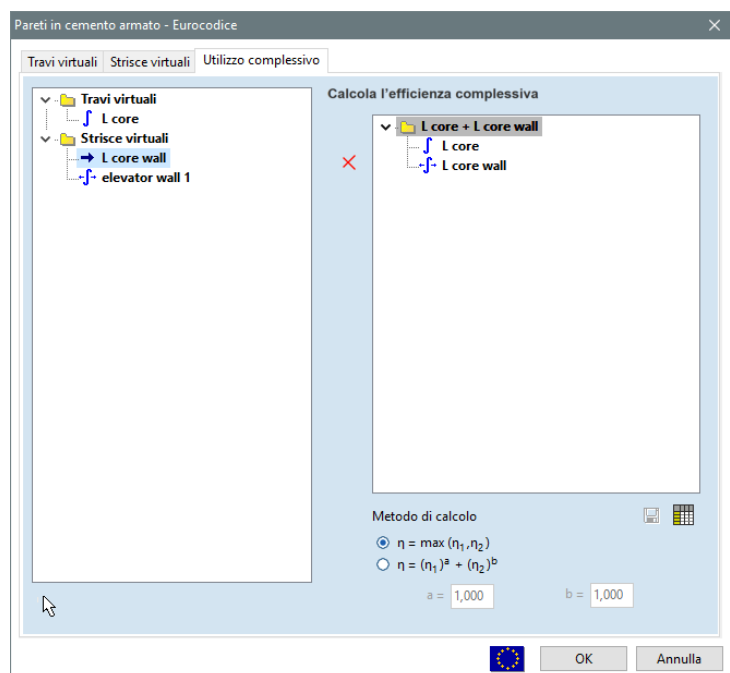 Pareti in cemento armato - Eurocodice
Travi virtuali Strisce virtuali Utilizzo complessivo
Travi virtuali
L core
Strisce virtuali
L core wall
elevator wall 1
Calcola l'efficienza complessiva
L core + L core wall
L core
L core wall
Metodo di calcolo
η = max (η₁,η₂)
η = (η₁)ᵃ + (η₂)ᵇ
a = 1,000 b = 1,000
OK Annulla